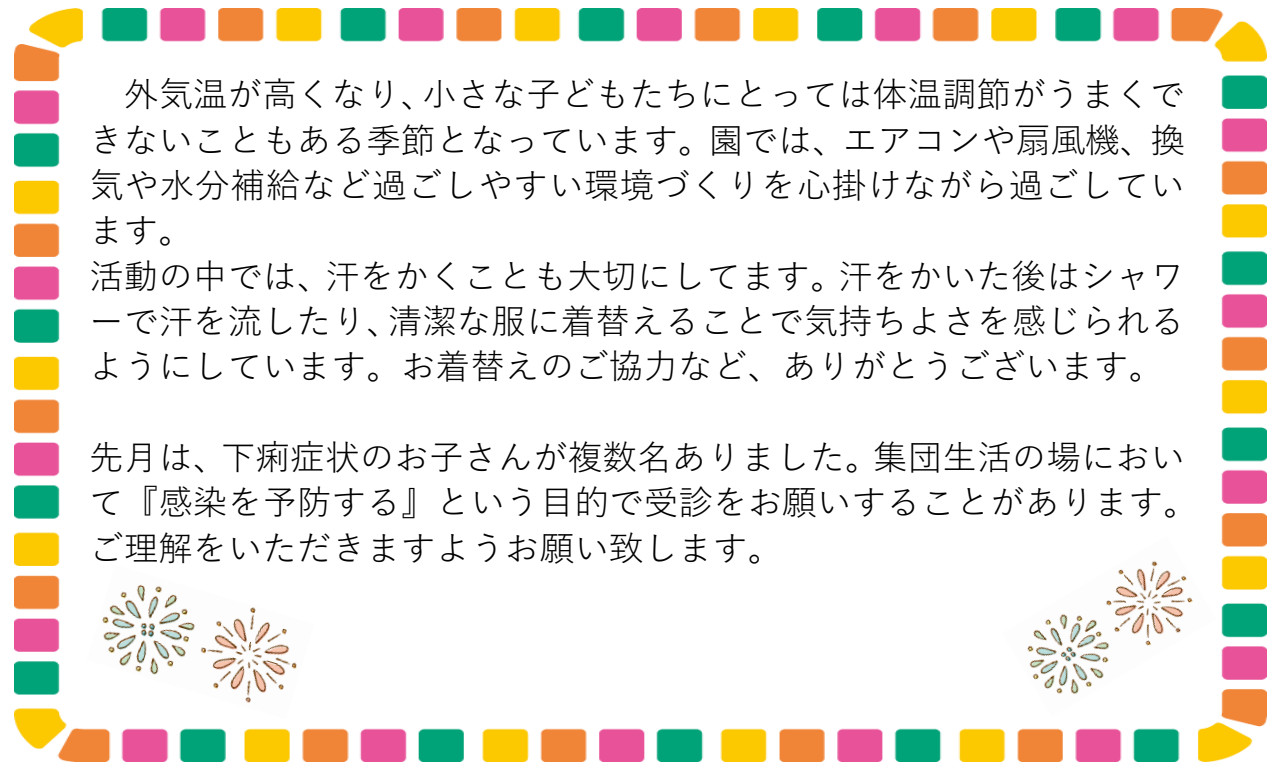 外気温が高くなり、小さな子どもたちにとっては体温調節がうまくで
きないこともある季節となっています。園では、エアコンや扇風機、換
気や水分補給など過ごしやすい環境づくりを心掛けながら過ごしてい
ます。
活動の中では、汗をかくことも大切にしてます。汗をかいた後はシャワ
ーで汗を流したり、清潔な服に着替えることで気持ちよさを感じられる
ようにしています。お着替えのご協力など、ありがとうございます。
先月は、下痢症状のお子さんが複数名ありました。集団生活の場におい
て『感染を予防する』という目的で受診をお願いすることがあります。
ご理解をいただきますようお願い致します。